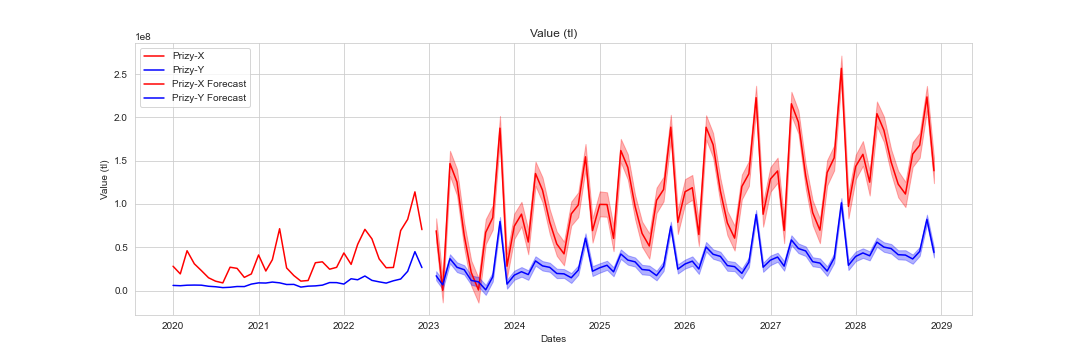 Value (tl)
1e8
Prizy-X
Prizy-Y
Prizy-X Forecast
Prizy-Y Forecast
2.5
2.0
1.5
1.0
0.5
0.0
Value (tl)
2020 2021 2022 2023 2024 2025 2026 2027 2028 2029
Dates